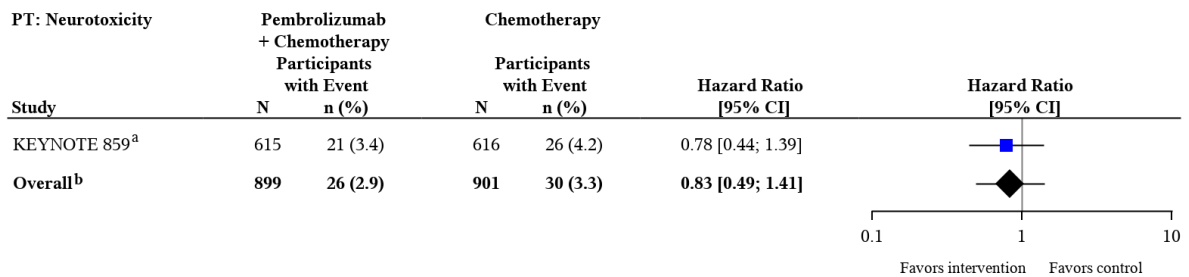 PT: Neurotoxicity Pembrolizumab Chemotherapy
+ Chemotherapy
Participants Participants
with Event with Event Hazard Ratio Hazard Ratio
Study N n (%) N n (%) [95% CI] [95% CI]
KEYNOTE 859a 615 21 (3.4) 616 26 (4.2) 0.78 [0.44; 1.39]
Overallb 899 26 (2.9) 901 30 (3.3) 0.83 [0.49; 1.41]
0.1 1 10
Favors intervention Favors control